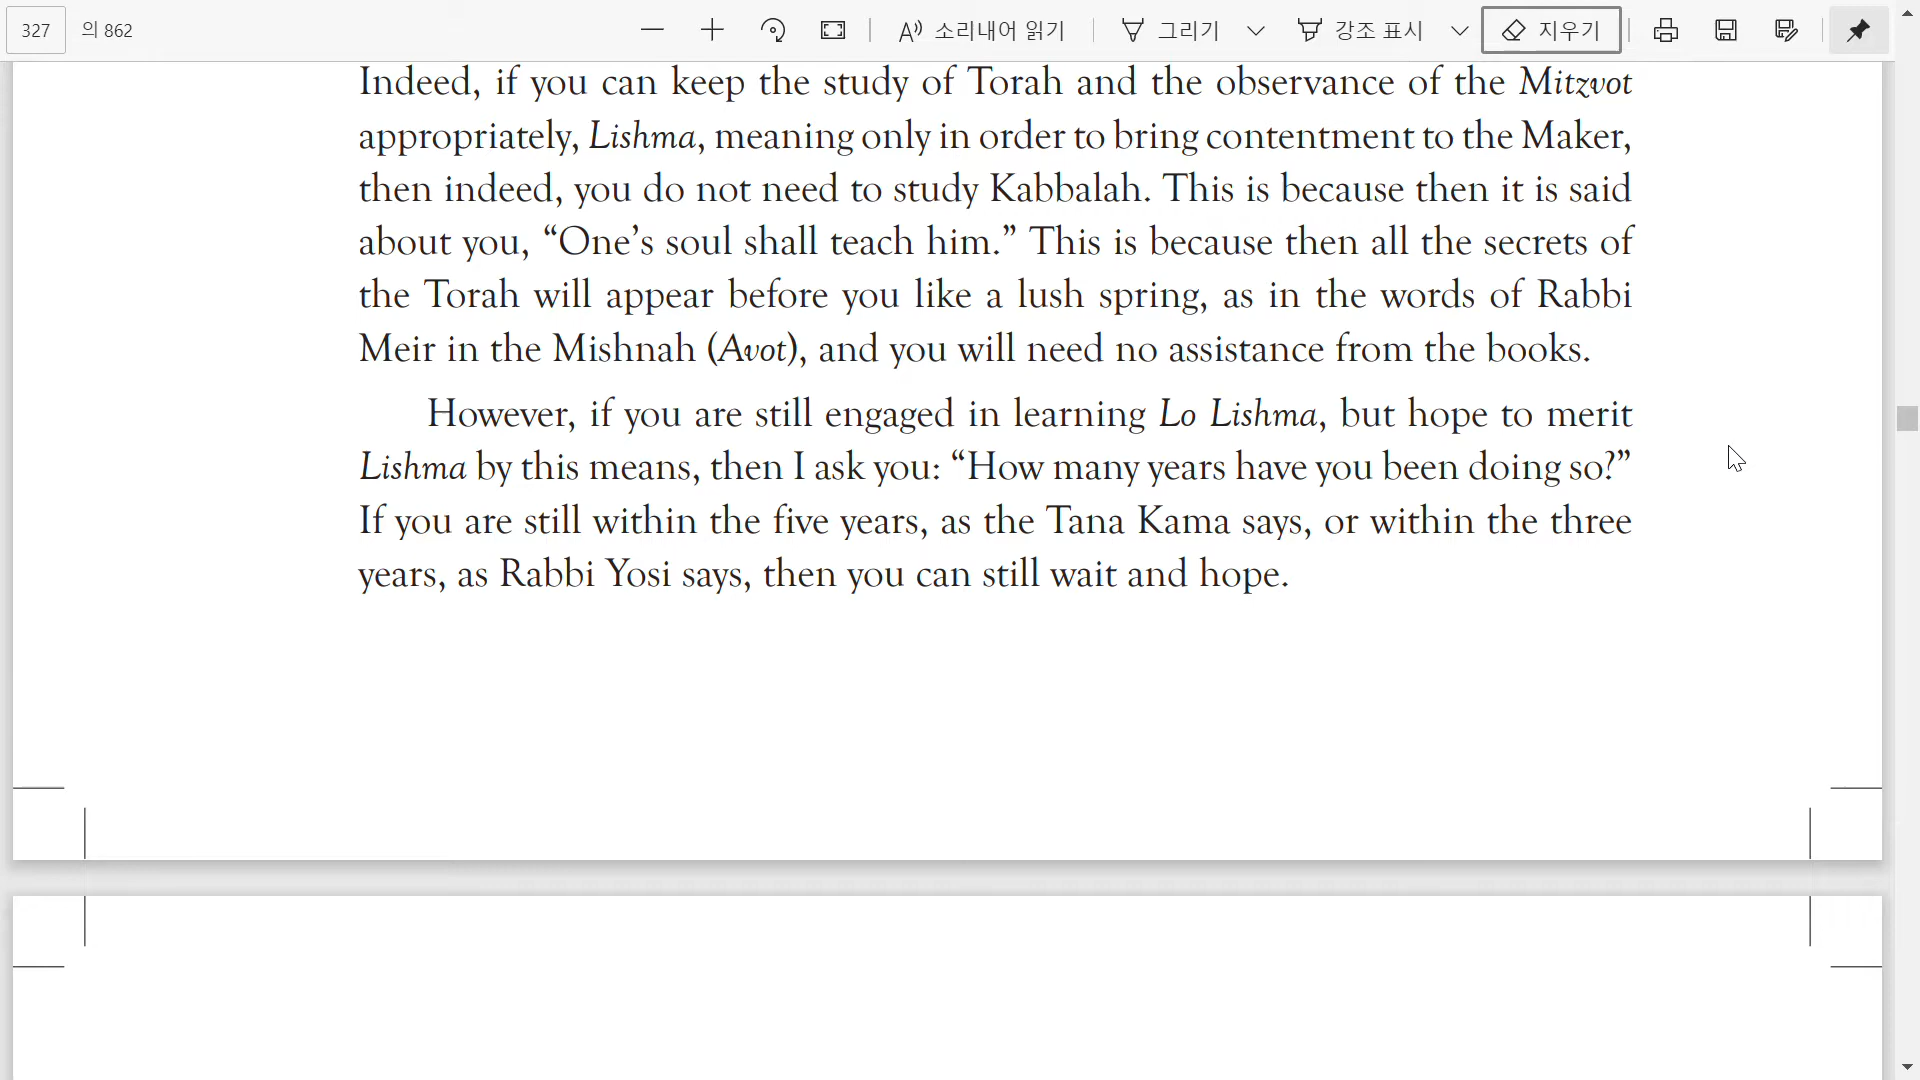 327 의 862 소리내어 읽기 그리기 강조 표시 지우기
Indeed, if you can keep the study of Torah and the observance of the Mitzvot
appropriately, Lishma, meaning only in order to bring contentment to the Maker,
then indeed, you do not need to study Kabbalah. This is because then it is said
about you, “One’s soul shall teach him.” This is because then all the secrets of
the Torah will appear before you like a lush spring, as in the words of Rabbi
Meir in the Mishnah (Avot), and you will need no assistance from the books.
However, if you are still engaged in learning Lo Lishma, but hope to merit
Lishma by this means, then I ask you: “How many years have you been doing so?”
If you are still within the five years, as the Tana Kama says, or within the three
years, as Rabbi Yosi says, then you can still wait and hope.